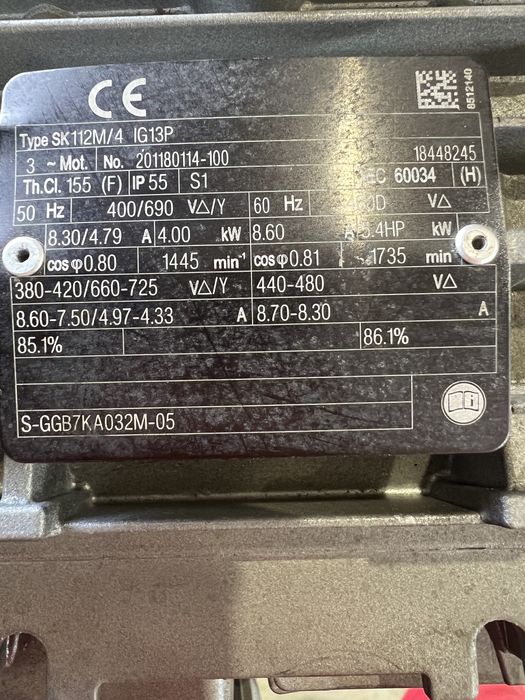 CE
8512140
Type SK112M/4 IG13P
3 ~ Mot. No. 201180114-100 18448245
Th.Cl. 155 (F) IP 55 S1 60034 (H)
50 Hz 400/690 V△/Y 60 Hz V△
8.30/4.79 A 4.00 kW 8.60 A 5.4HP kW
cosφ0.80 1445 min⁻¹ cosφ0.81 1735 min
380-420/660-725 V△/Y 440-480 V△
8.60-7.50/4.97-4.33 A 8.70-8.30 A
85.1% 86.1%
S-GGB7KA032M-05
i